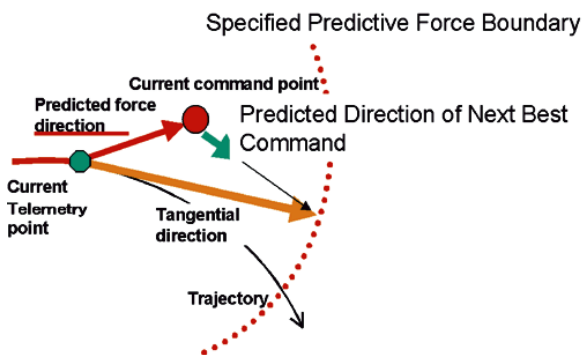 Specified Predictive Force Boundary
Current command point
Predicted force
direction
Predicted Direction of Next Best
Command
Current
Telemetry
point
Tangential
direction
Trajectory